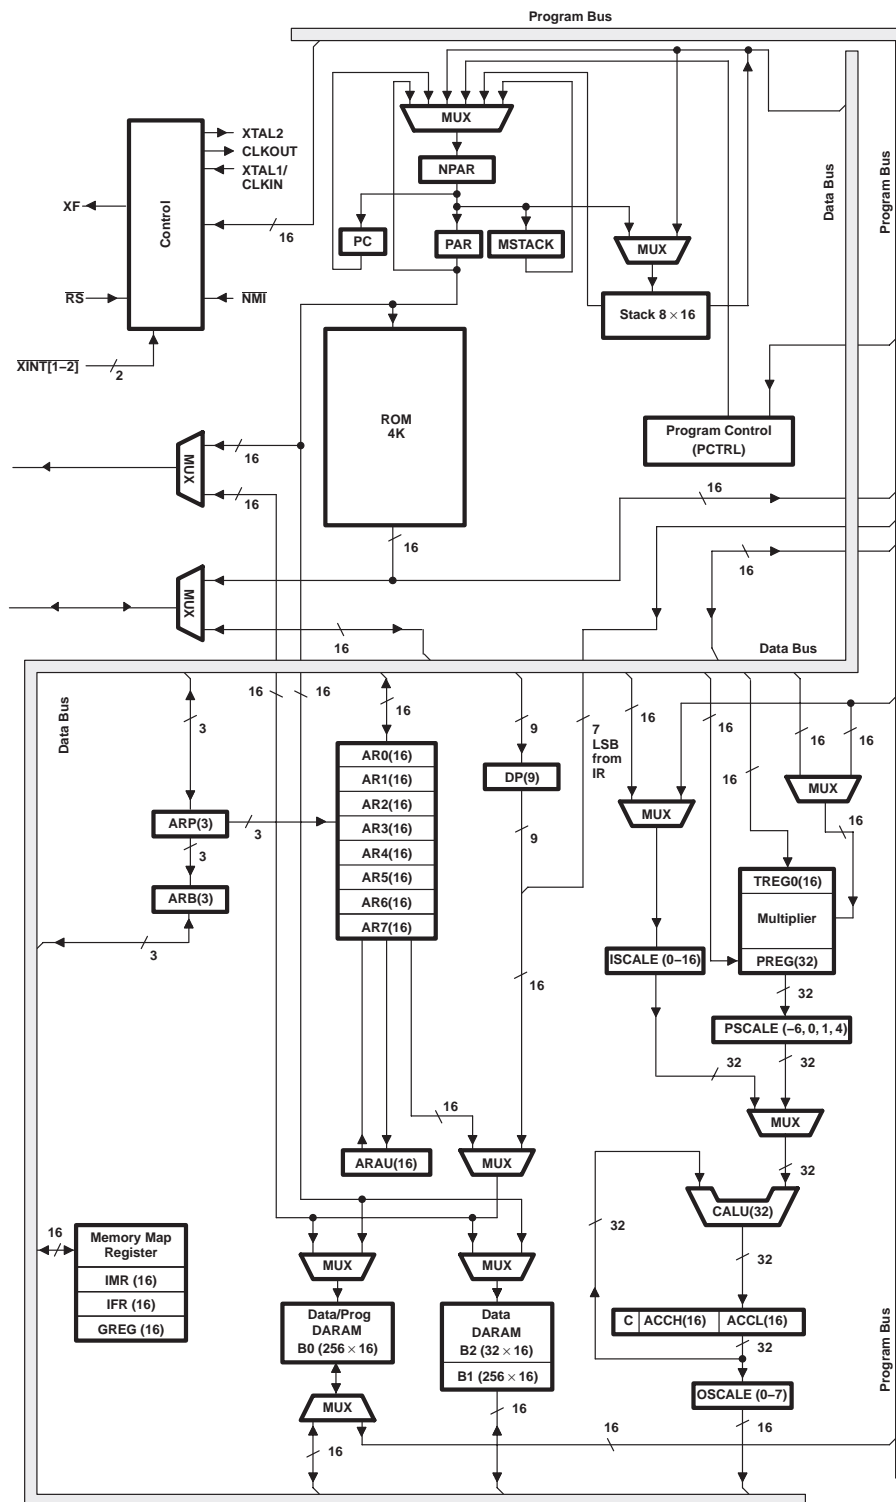 Program Bus
MUX
XTAL2
CLKOUT
XTAL1/
CLKIN
NPAR
Data Bus
Program Bus
XF
Control
16
PC
PAR
MSTACK
MUX
RS
NMI
Stack 8 × 16
XINT[1–2]
2
ROM
4K
Program Control
(PCTRL)
MUX
16
16
16
16
16
MUX
16
Data Bus
Data Bus
3
16
16
16
9
7
LSB
from
IR
16
16
16
16
16
AR0(16)
AR1(16)
AR2(16)
AR3(16)
AR4(16)
AR5(16)
AR6(16)
AR7(16)
DP(9)
MUX
MUX
ARP(3)
3
3
9
16
ARB(3)
3
TREG0(16)
Multiplier
PREG(32)
ISCALE (0–16)
16
32
PSCALE (–6, 0, 1, 4)
32
32
16
MUX
ARAU(16)
MUX
32
CALU(32)
32
16
Memory Map
Register
IMR (16)
IFR (16)
GREG (16)
MUX
MUX
32
Data/Prog
DARAM
B0 (256 × 16)
Data
DARAM
B2 (32 × 16)
B1 (256 × 16)
C
ACCH(16)
ACCL(16)
32
Program Bus
MUX
OSCALE (0–7)
16
16
16
16